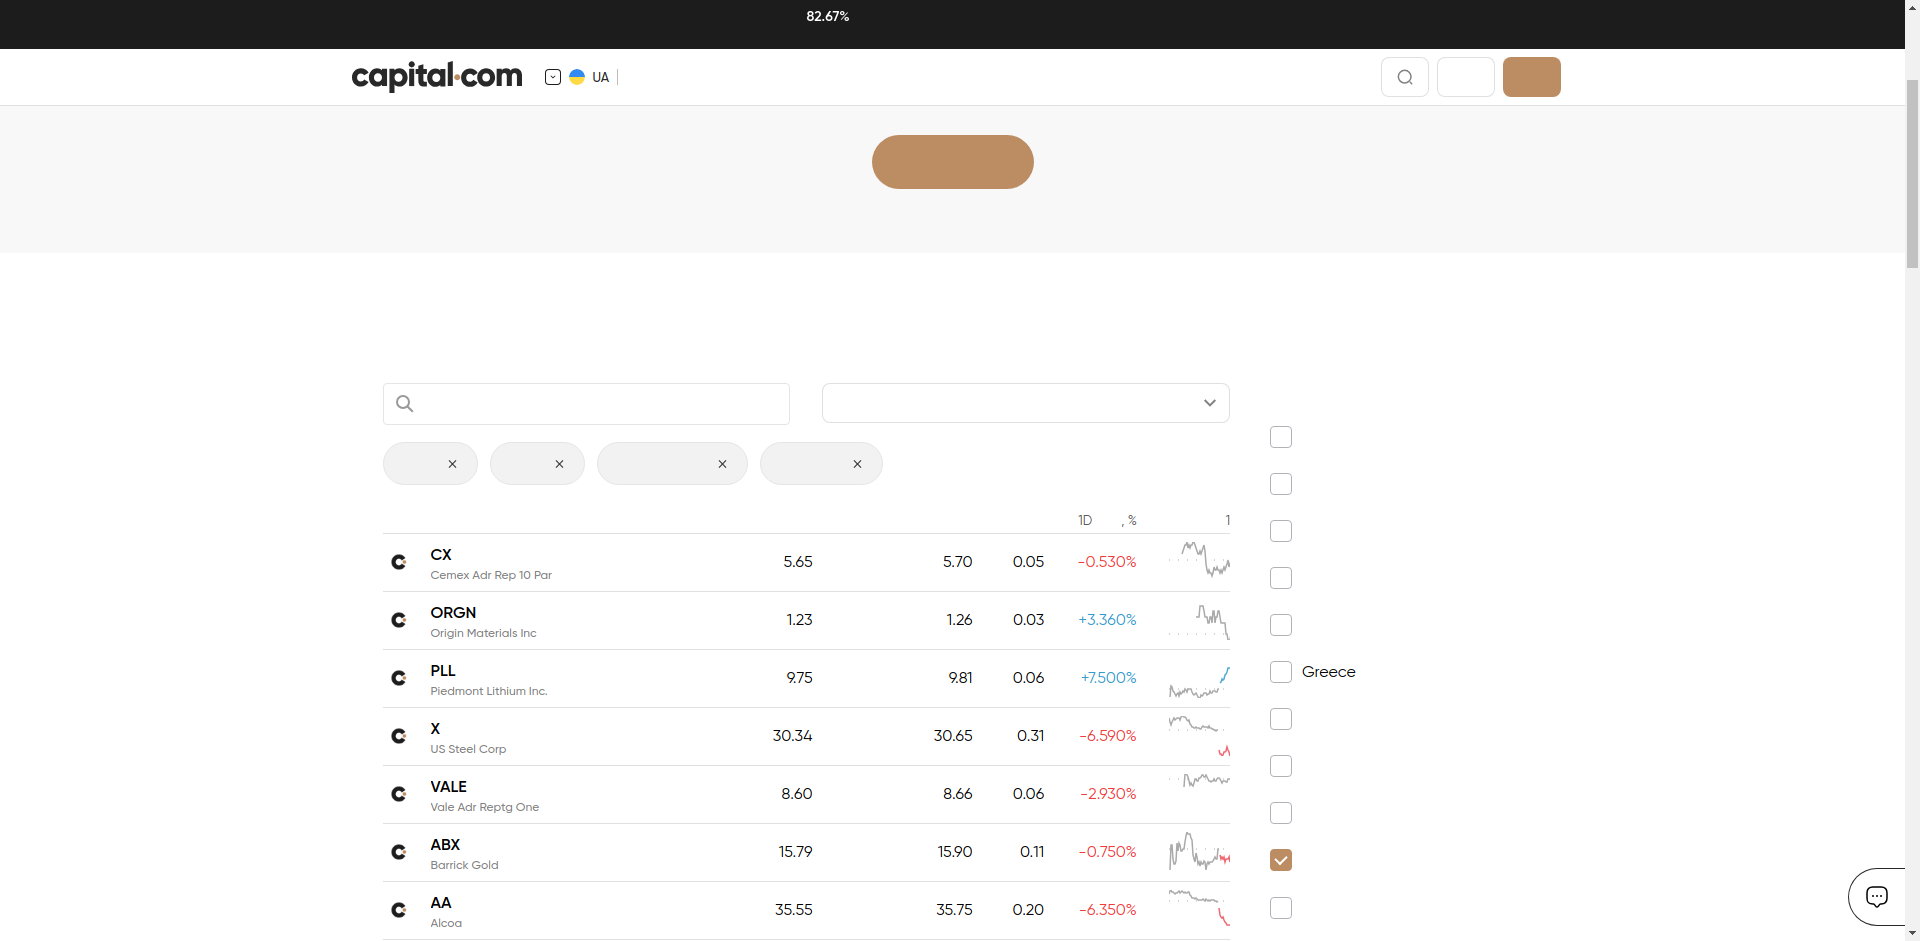 82.67%
capital.com
UA
1D , % 1
CX 5.65 5.70 0.05 -0.530%
Cemex Adr Rep 10 Par
ORGN 1.23 1.26 0.03 +3.360%
Origin Materials Inc
PLL 9.75 9.81 0.06 +7.500%
Piedmont Lithium Inc.
Greece
X 30.34 30.65 0.31 -6.590%
US Steel Corp
VALE 8.60 8.66 0.06 -2.930%
Vale Adr Reptg One
ABX 15.79 15.90 0.11 -0.750%
Barrick Gold
AA 35.55 35.75 0.20 -6.350%
Alcoa